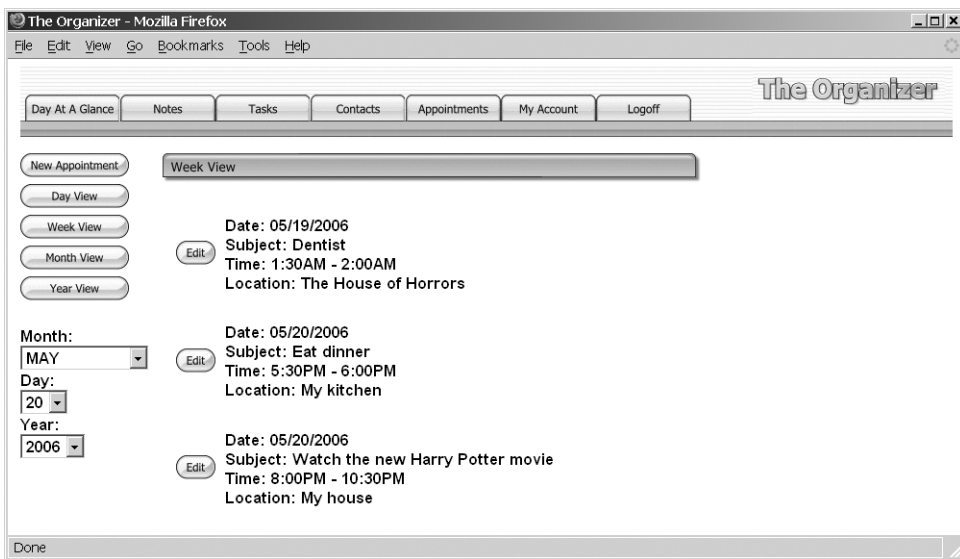 The Organizer - Mozilla Firefox
File Edit View Go Bookmarks Tools Help
The Organizer
Day At A Glance Notes Tasks Contacts Appointments My Account Logoff
New Appointment
Day View
Week View
Month View
Year View
Month:
MAY
Day:
20
Year:
2006
Week View
Date: 05/19/2006
Edit
Subject: Dentist
Time: 1:30AM - 2:00AM
Location: The House of Horrors
Date: 05/20/2006
Edit
Subject: Eat dinner
Time: 5:30PM - 6:00PM
Location: My kitchen
Date: 05/20/2006
Edit
Subject: Watch the new Harry Potter movie
Time: 8:00PM - 10:30PM
Location: My house
Done